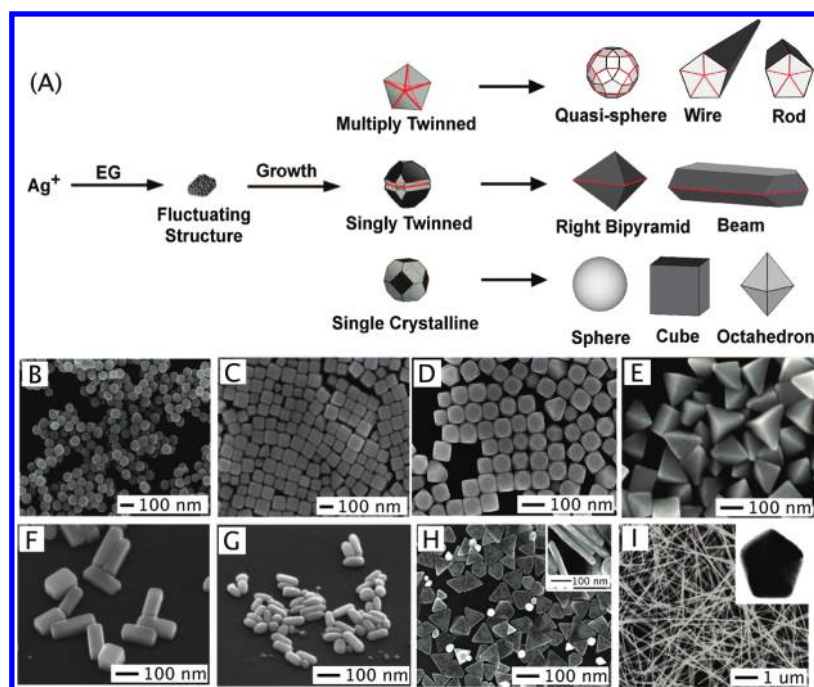 (A)
Multiply Twinned
Quasi-sphere
Wire
Rod
Ag+
EG
Fluctuating
Structure
Growth
Singly Twinned
Right Bipyramid
Beam
Single Crystalline
Sphere
Cube
Octahedron
B
100 nm
C
100 nm
D
100 nm
E
100 nm
F
100 nm
G
100 nm
H
100 nm
100 nm
I
1 um